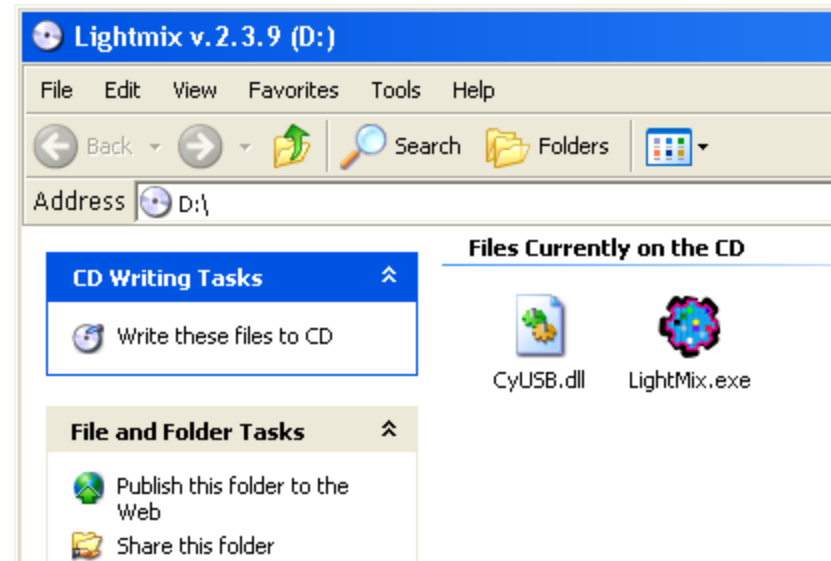 Lightmix v.2.3.9 (D:)
File Edit View Favorites Tools Help
Back Search Folders
Address D:\
CD Writing Tasks
Write these files to CD
File and Folder Tasks
Publish this folder to the
Web
Share this folder
Files Currently on the CD
CyUSB.dll LightMix.exe